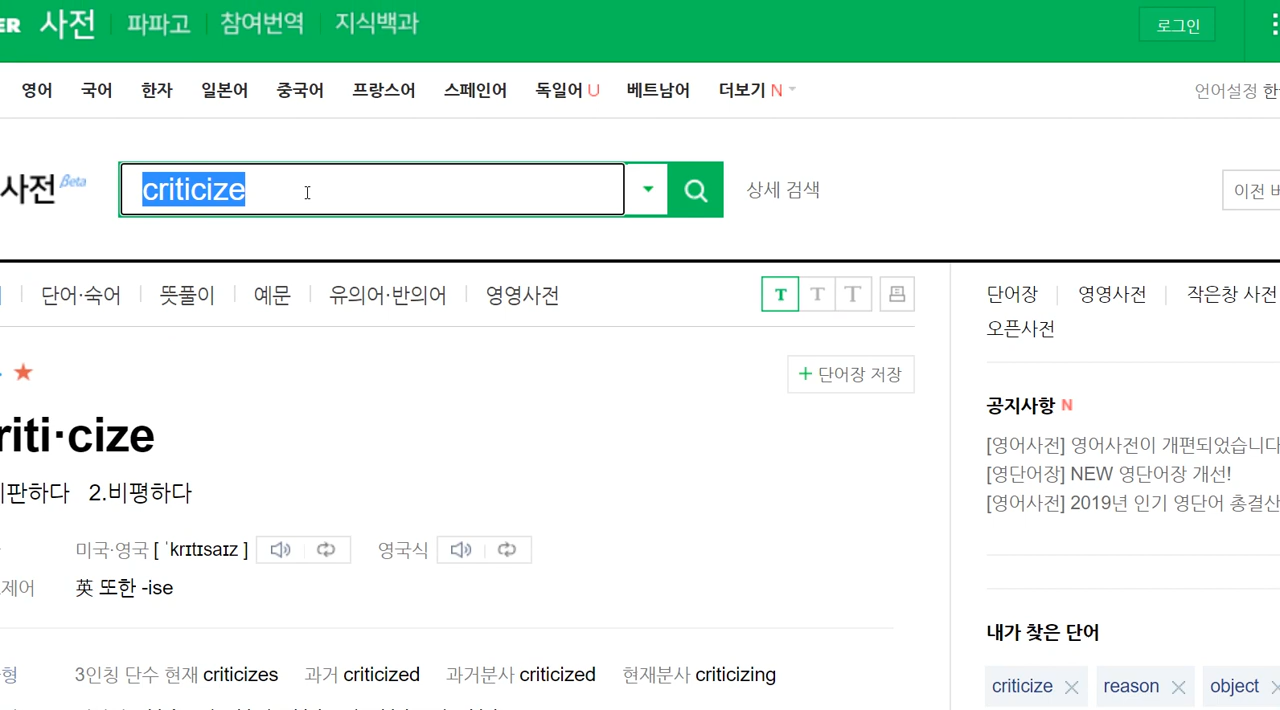 ER 사전 파파고 참여번역 지식백과 로그인
영어 국어 한자 일본어 중국어 프랑스어 스페인어 독일어 U 베트남어 더보기 N 언어설정 한
사전 Beta criticize 상세 검색 이전 버
단어·숙어 뜻풀이 예문 유의어·반의어 영영사전 T T T
+ 단어장 저장
riti·cize
판하다 2.비평하다
미국·영국 [ ˈkrɪtɪsaɪz ] 영국식
제어 英 또한 -ise
형 3인칭 단수 현재 criticizes 과거 criticized 과거분사 criticized 현재분사 criticizing
단어장 영영사전 작은창 사전
오픈사전
공지사항 N
[영어사전] 영어사전이 개편되었습니다
[영단어장] NEW 영단어장 개선!
[영어사전] 2019년 인기 영단어 총결산
내가 찾은 단어
criticize reason object